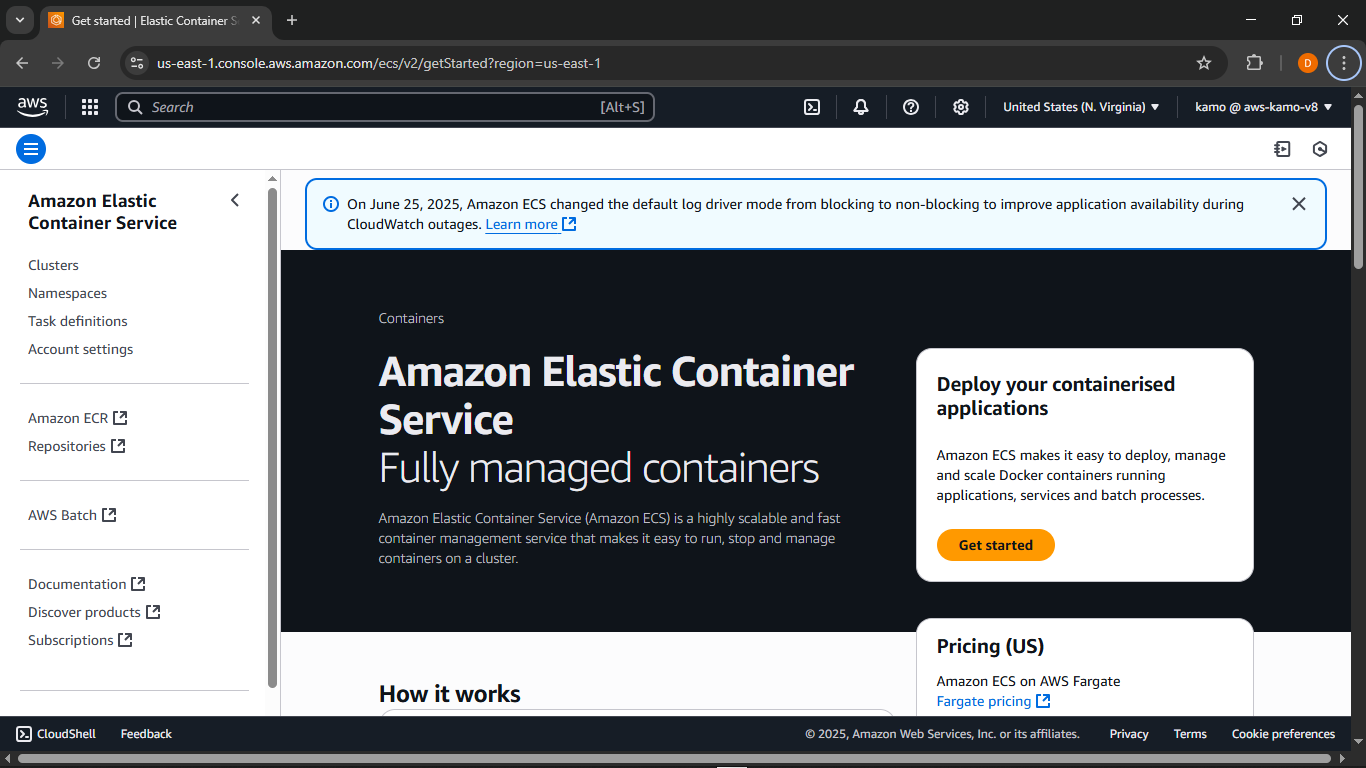 Get started | Elastic Container S
us-east-1.console.aws.amazon.com/ecs/v2/getStarted?region=us-east-1
D
aws
Search
[Alt+S]
United States (N. Virginia)
kamo @ aws-kamo-v8
Amazon Elastic
Container Service
Clusters
Namespaces
Task definitions
Account settings
Amazon ECR
Repositories
AWS Batch
Documentation
Discover products
Subscriptions
On June 25, 2025, Amazon ECS changed the default log driver mode from blocking to non-blocking to improve application availability during
CloudWatch outages. Learn more
Containers
Amazon Elastic Container
Service
Fully managed containers
Amazon Elastic Container Service (Amazon ECS) is a highly scalable and fast
container management service that makes it easy to run, stop and manage
containers on a cluster.
Deploy your containerised
applications
Amazon ECS makes it easy to deploy, manage
and scale Docker containers running
applications, services and batch processes.
Get started
Pricing (US)
Amazon ECS on AWS Fargate
Fargate pricing
How it works
CloudShell
Feedback
© 2025, Amazon Web Services, Inc. or its affiliates.
Privacy
Terms
Cookie preferences